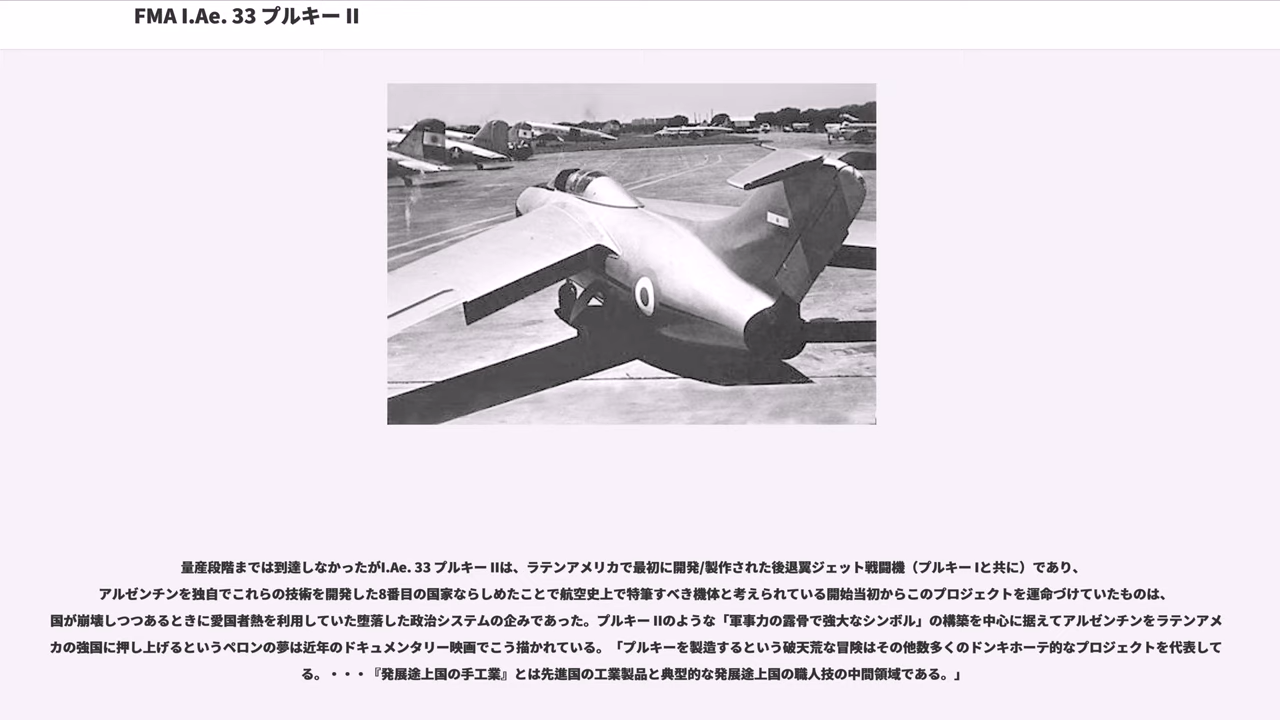 FMA I.Ae. 33 プルキー II
量産段階までは到達しなかったがI.Ae. 33 プルキー IIは、ラテンアメリカで最初に開発/製作された後退翼ジェット戦闘機（プルキー Iと共に）であり、
アルゼンチンを独自でこれらの技術を開発した8番目の国家ならしめたことで航空史上で特筆すべき機体と考えられている開始当初からこのプロジェクトを運命づけていたものは、
国が崩壊しつつあるときに愛国者熱を利用していた堕落した政治システムの企みであった。プルキー IIのような「軍事力の露骨で強大なシンボル」の構築を中心に据えてアルゼンチンをラテンアメ
カの強国に押し上げるというペロンの夢は近年のドキュメンタリー映画でこう描かれている。「プルキーを製造するという破天荒な冒険はその他数多くのドンキホーテ的なプロジェクトを代表して
る。・・・『発展途上国の手工業』とは先進国の工業製品と典型的な発展途上国の職人技の中間領域である。」